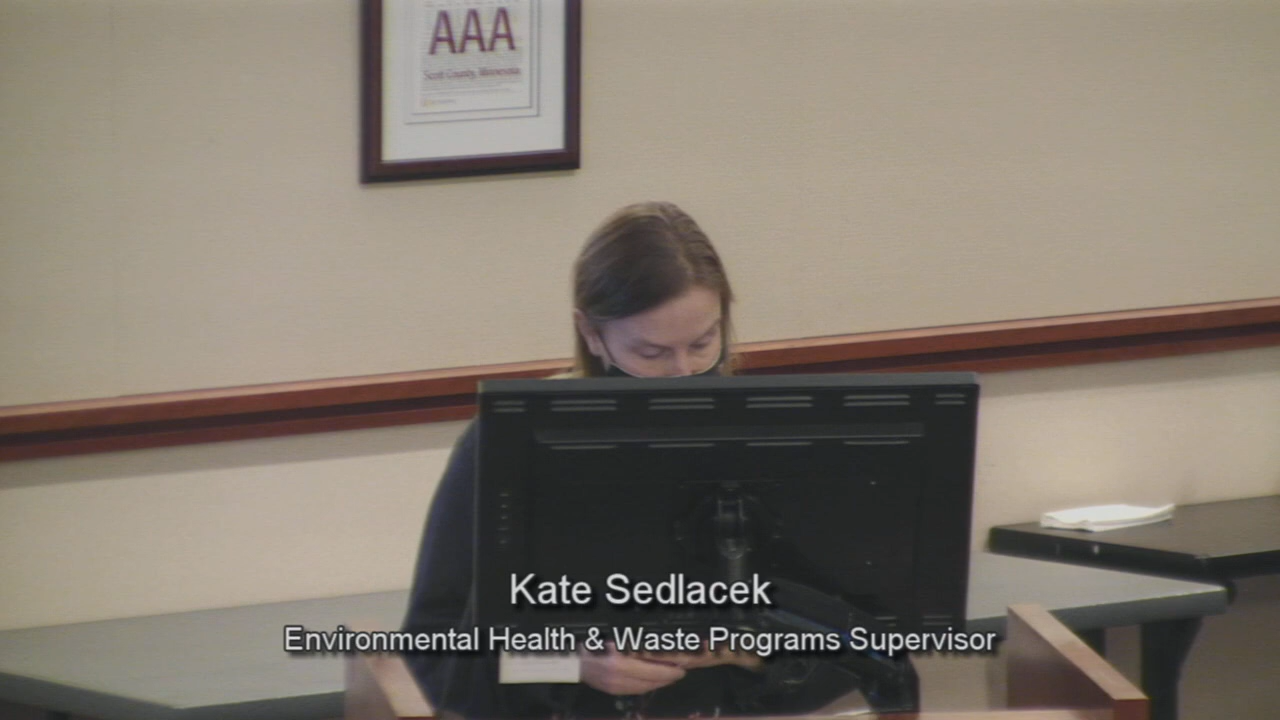 AAA
Scott County, Minnesota
Kate Sedlacek
Environmental Health & Waste Programs Supervisor